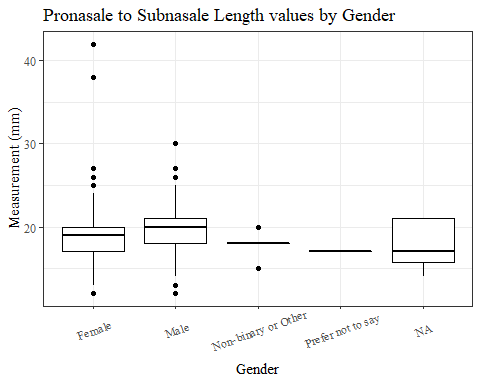 Pronasale to Subnasale Length values by Gender
Measurement (mm)
40
30
20
Female
Male
Non-binary or Other
Prefer not to say
NA
Gender